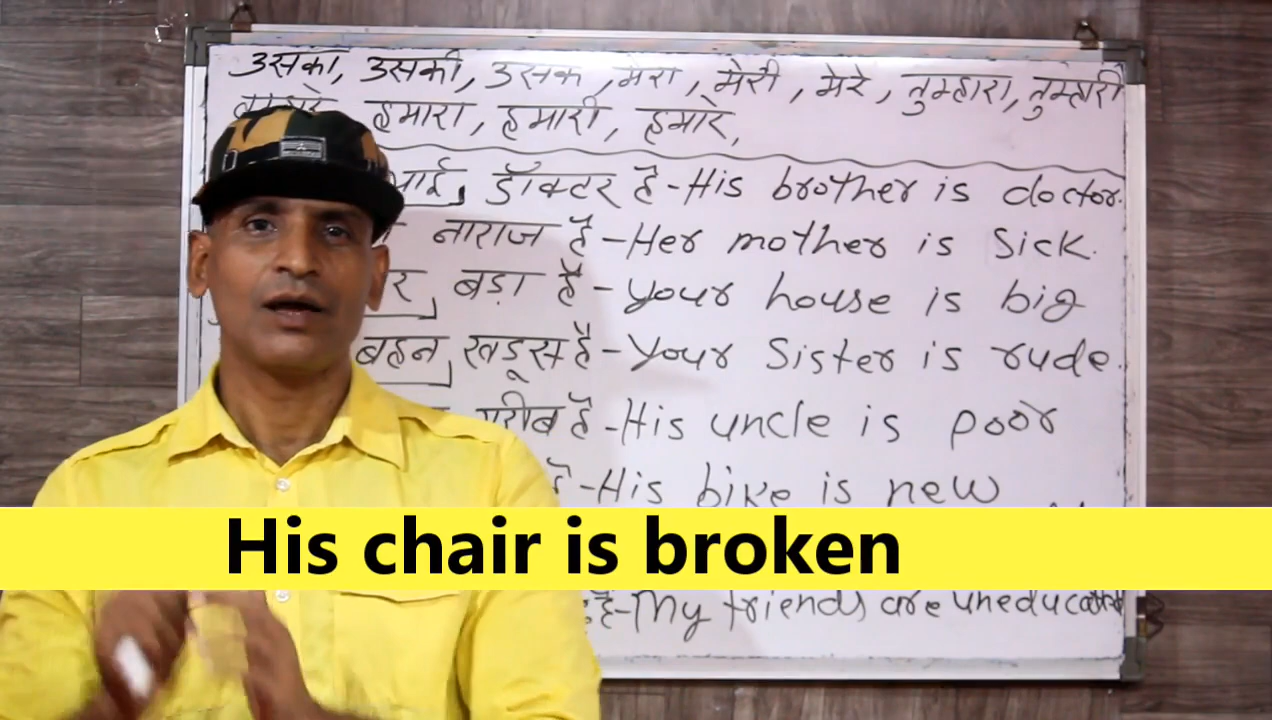 उसका, उसकी, उसक, मेरा, मेरी, मेरे, तुम्हारा, तुम्हारी
हमारा, हमारी, हमारे,
भाई डॉक्टर है-His brother is doctor.
नाराज है-Her mother is Sick.
बड़ा है-Your house is big
बहन खडूस है-Your Sister is rude.
गरीब है-His uncle is poor
है-His bike is new
His chair is broken
है-My friends are uneducated